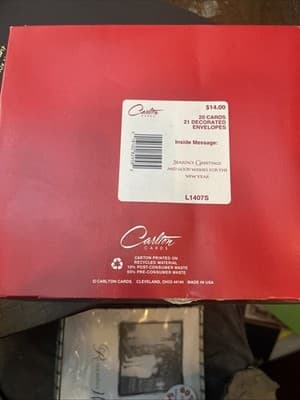 Carlton
CARDS
$14.00
20 CARDS
21 DECORATED
ENVELOPES
Inside Message:
SEASON'S GREETINGS
AND GOOD WISHES FOR THE
NEW YEAR
L1407S
Carlton
CARDS
CARLTON PRINTED ON
RECYCLED MATERIAL
10% POST-CONSUMER WASTE
50% PRE-CONSUMER WASTE
© CARLTON CARDS, CLEVELAND, OHIO 44144 MADE IN USA